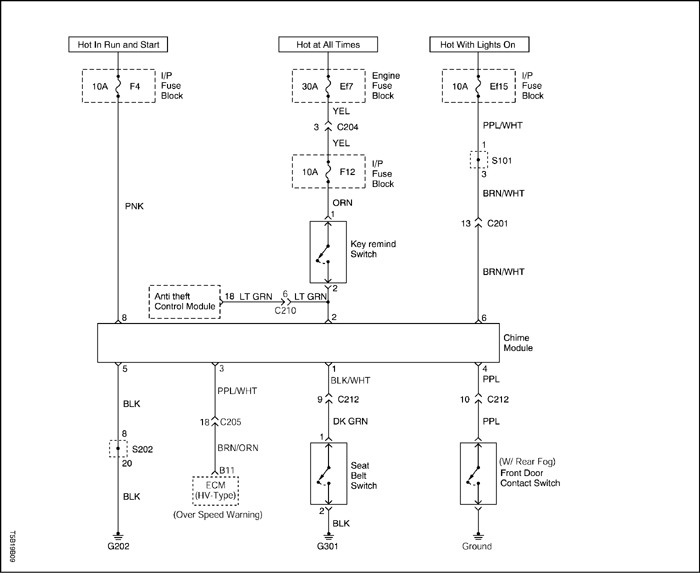 Hot In Run and Start
Hot at All Times
Hot With Lights On
10A F4
I/P
Fuse
Block
30A Ef7
Engine
Fuse
Block
10A Ef15
I/P
Fuse
Block
YEL
3 C204
YEL
PPL/WHT
1
S101
3
10A F12
I/P
Fuse
Block
BRN/WHT
PNK
ORN
1
13 C201
Key remind
Switch
BRN/WHT
2
Anti theft
Control Module
18 LT GRN 6 LT GRN
C210
8
2
6
Chime
Module
5
3
1
4
PPL/WHT
BLK/WHT
PPL
BLK
9 C212
10 C212
18 C205
DK GRN
PPL
8
S202
20
BRN/ORN
1
B11
ECM
(HV-Type)
(Over Speed Warning)
Seat
Belt
Switch
(W/ Rear Fog)
Front Door
Contact Switch
BLK
2
BLK
G202
G301
Ground
TSB19B09